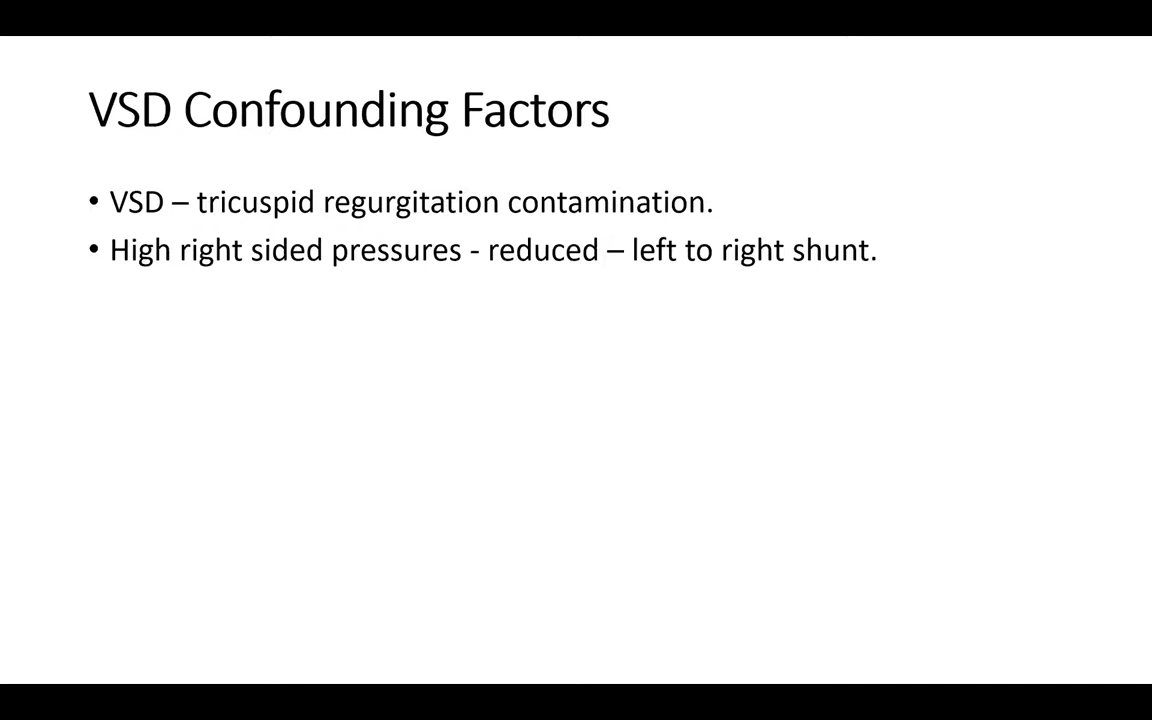 VSD Confounding Factors
• VSD – tricuspid regurgitation contamination.
• High right sided pressures - reduced – left to right shunt.